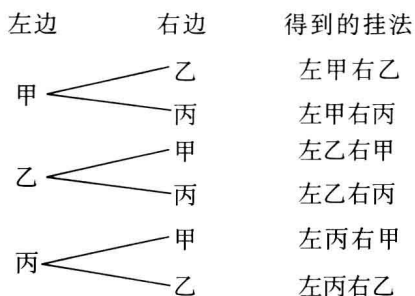 左边 右边 得到的挂法
乙 左甲右乙
甲
丙 左甲右丙
甲 左乙右甲
乙
丙 左乙右丙
甲 左丙右甲
丙
乙 左丙右乙